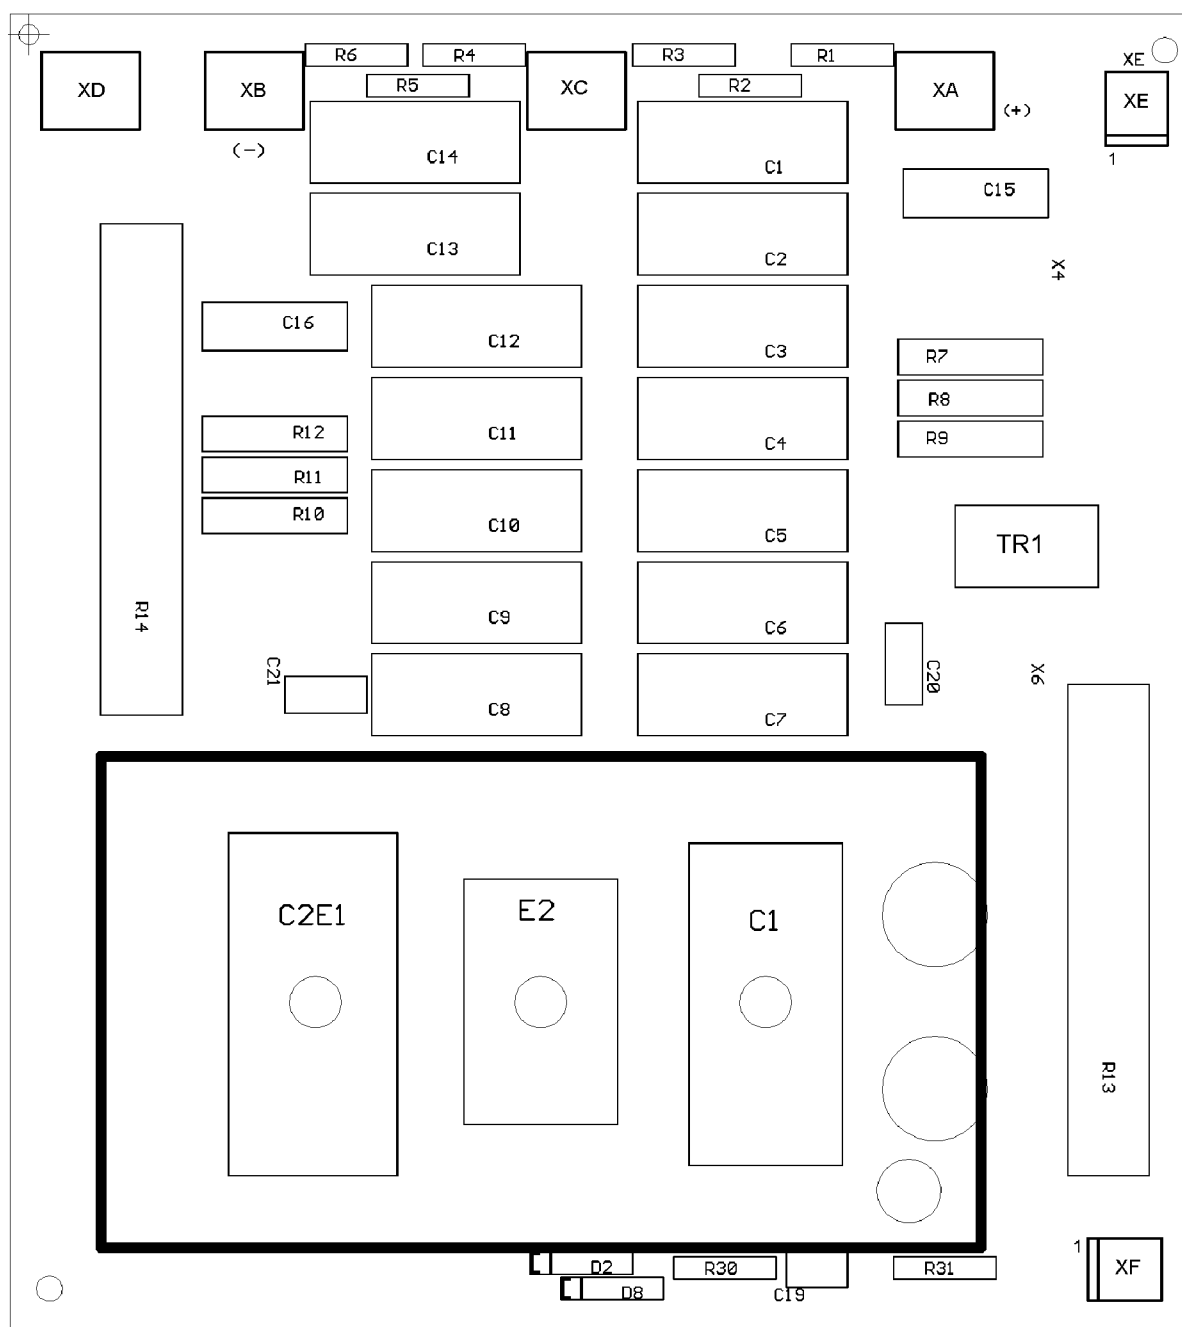 R6
R4
R3
R1
XE
XD
XB
R5
XC
R2
XA
(+)
XE
(-)
C14
C1
1
C15
C13
C2
X4
C16
C12
C3
R7
R8
R12
C11
C4
R9
R11
R10
C10
C5
TR1
R14
C9
C6
C21
C20
X6
C8
C7
C2E1
E2
C1
R13
1
D2
R30
R31
XF
D8
C19